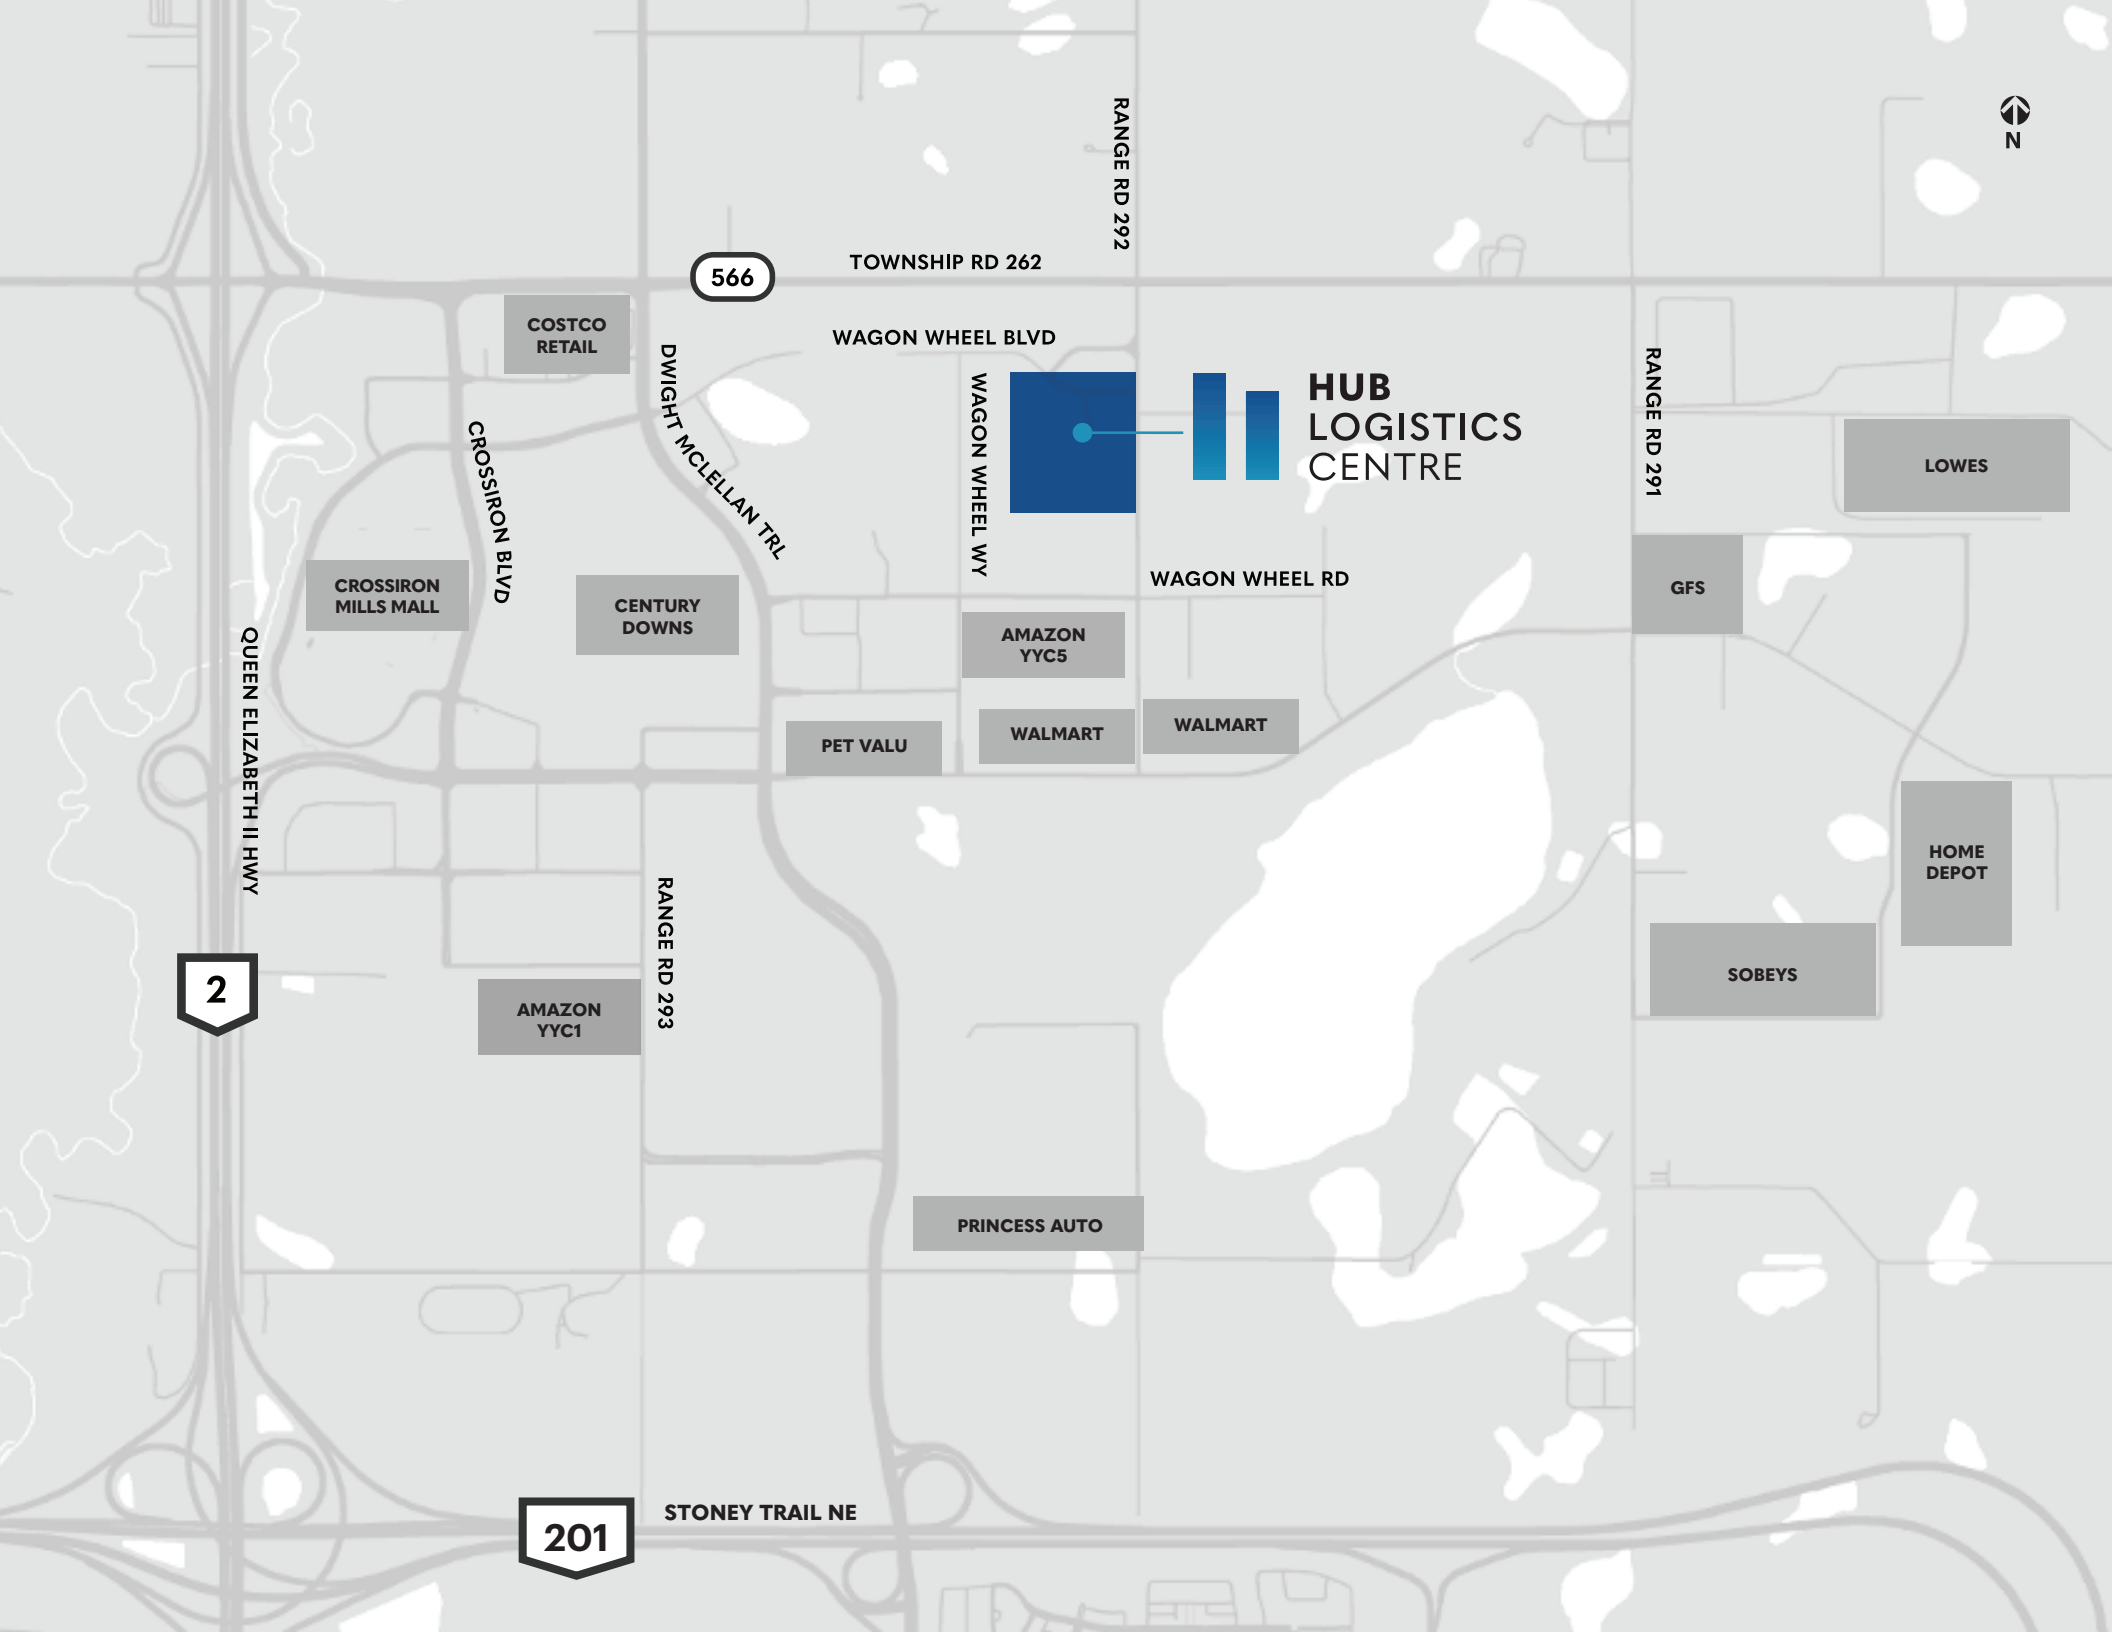 RANGE RD 292
N
TOWNSHIP RD 262
566
COSTCO
RETAIL
WAGON WHEEL BLVD
DWIGHT MCLELLAN TRL
WAGON WHEEL WY
HUB
LOGISTICS
CENTRE
RANGE RD 291
LOWES
CROSSIRON BLVD
CROSSIRON
MILLS MALL
CENTURY
DOWNS
WAGON WHEEL RD
GFS
AMAZON
YYC5
QUEEN ELIZABETH II HWY
PET VALU
WALMART
WALMART
HOME
DEPOT
RANGE RD 293
SOBEYS
2
AMAZON
YYC1
PRINCESS AUTO
STONEY TRAIL NE
201